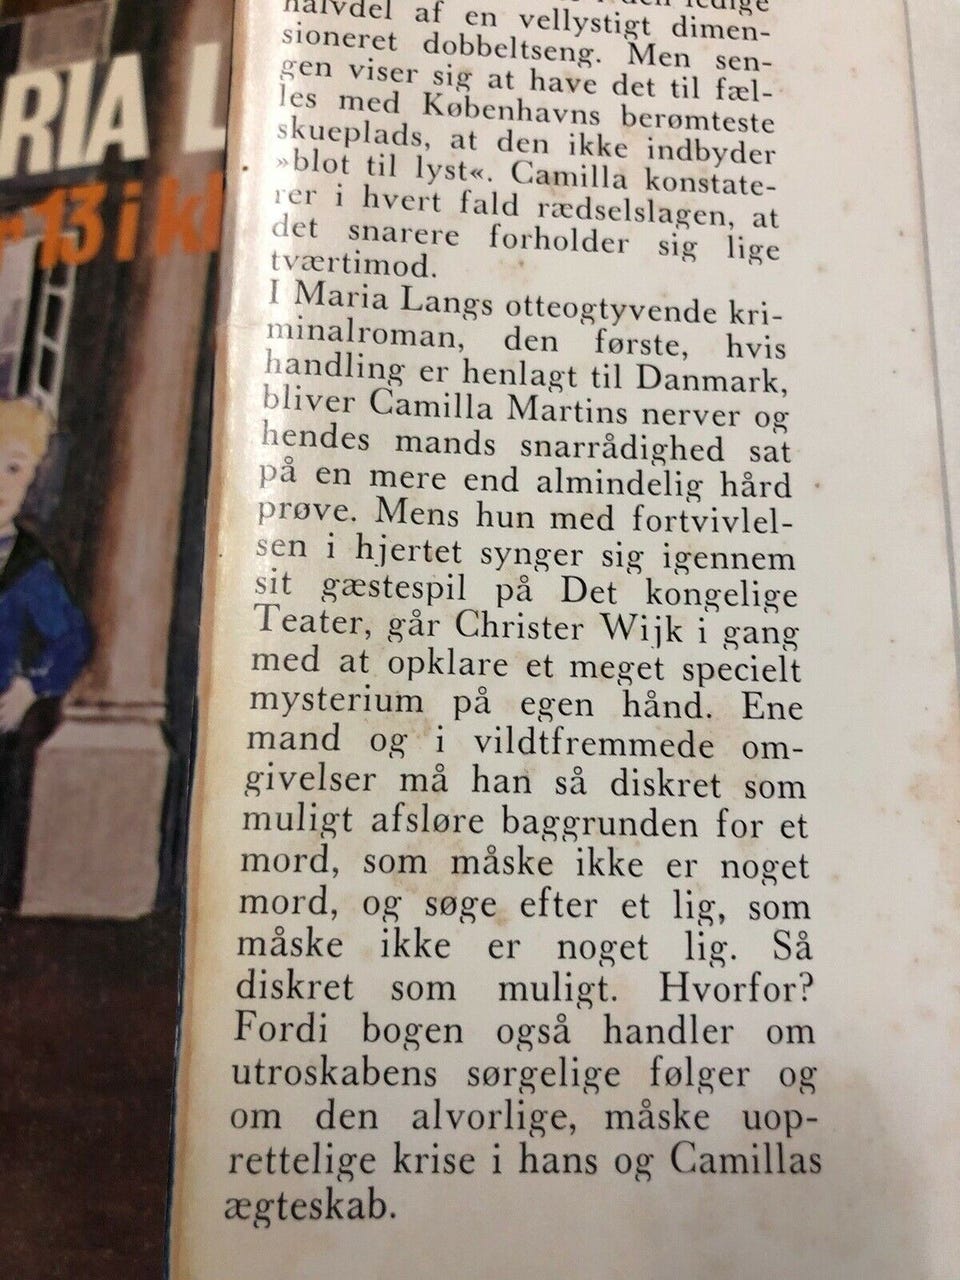 RIA L
13 i kl
halvdel af en vellystigt dimen-
sioneret dobbeltseng. Men sen-
gen viser sig at have det til fæl-
les med Københavns berømteste
skueplads, at den ikke indbyder
»blot til lyst«. Camilla konstate-
rer i hvert fald rædselslagen, at
det snarere forholder sig lige
tværtimod.
I Maria Langs otteogtyvende kri-
minalroman, den første, hvis
handling er henlagt til Danmark,
bliver Camilla Martins nerver og
hendes mands snarrådighed sat
på en mere end almindelig hård
prøve. Mens hun med fortvivlel-
sen i hjertet synger sig igennem
sit gæstespil på Det kongelige
Teater, går Christer Wijk i gang
med at opklare et meget specielt
mysterium på egen hånd. Ene
mand og i vildtfremmede om-
givelser må han så diskret som
muligt afsløre baggrunden for et
mord, som måske ikke er noget
mord, og søge efter et lig, som
måske ikke er noget lig. Så
diskret som muligt. Hvorfor?
Fordi bogen også handler om
utroskabens sørgelige følger og
om den alvorlige, måske uop-
rettelige krise i hans og Camillas
ægteskab.